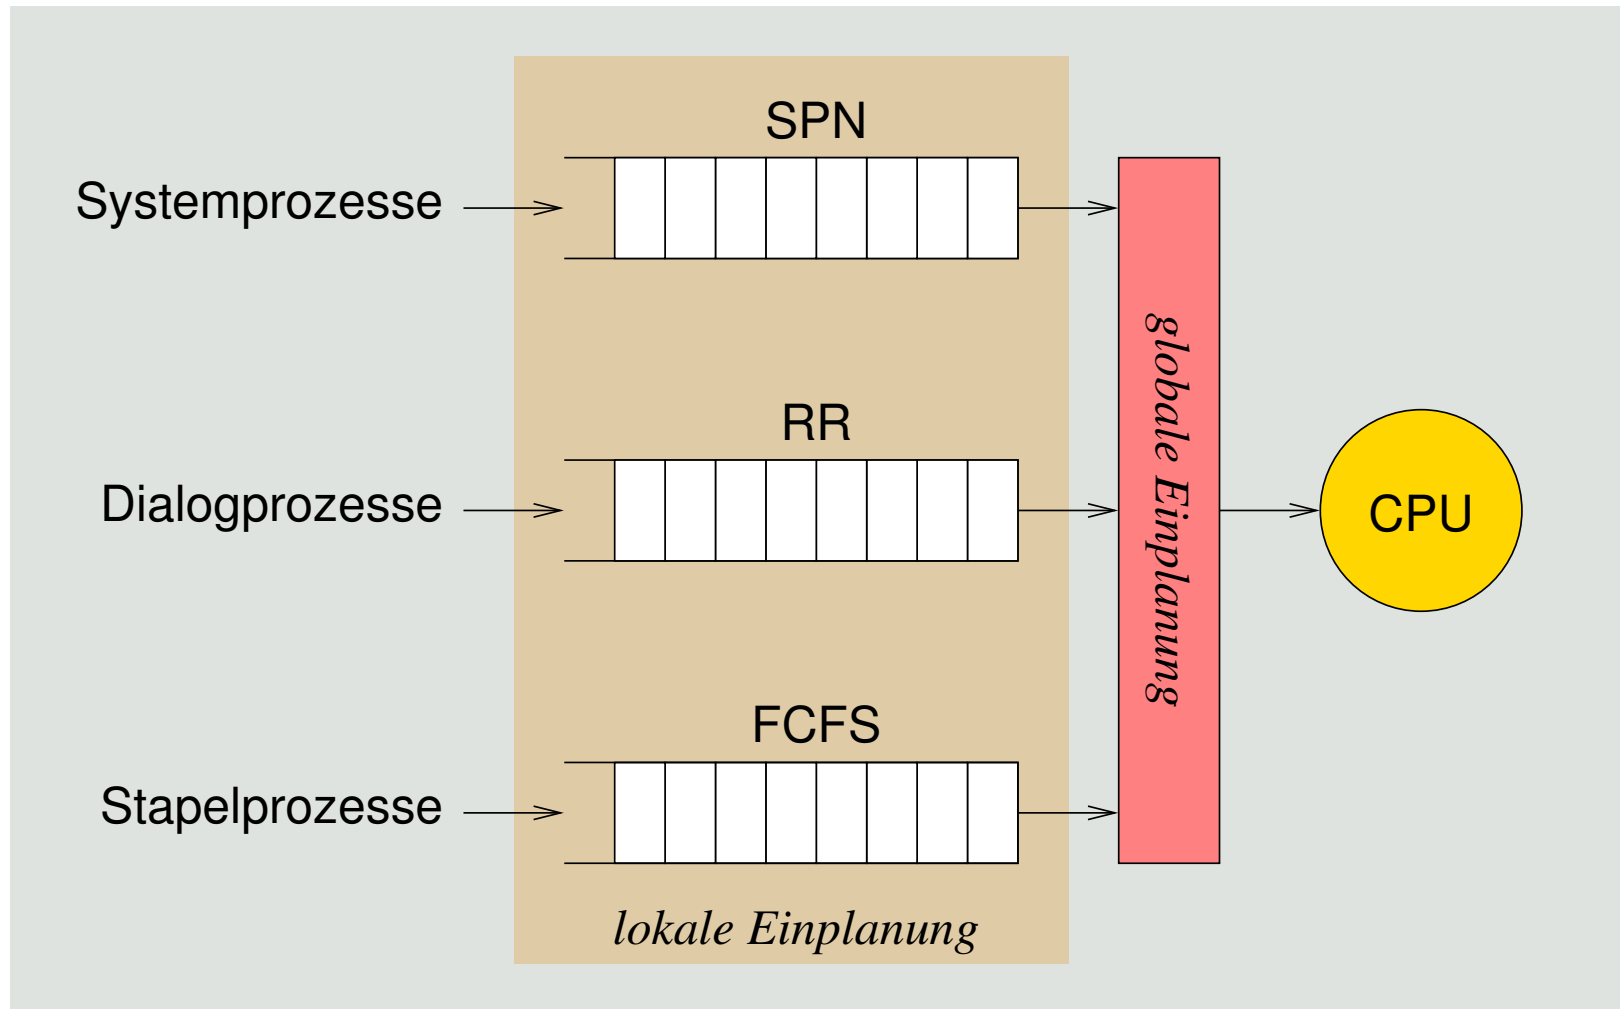 SPN
Systemprozesse
RR
Dialogprozesse
globale Einplanung
CPU
FCFS
Stapelprozesse
lokale Einplanung